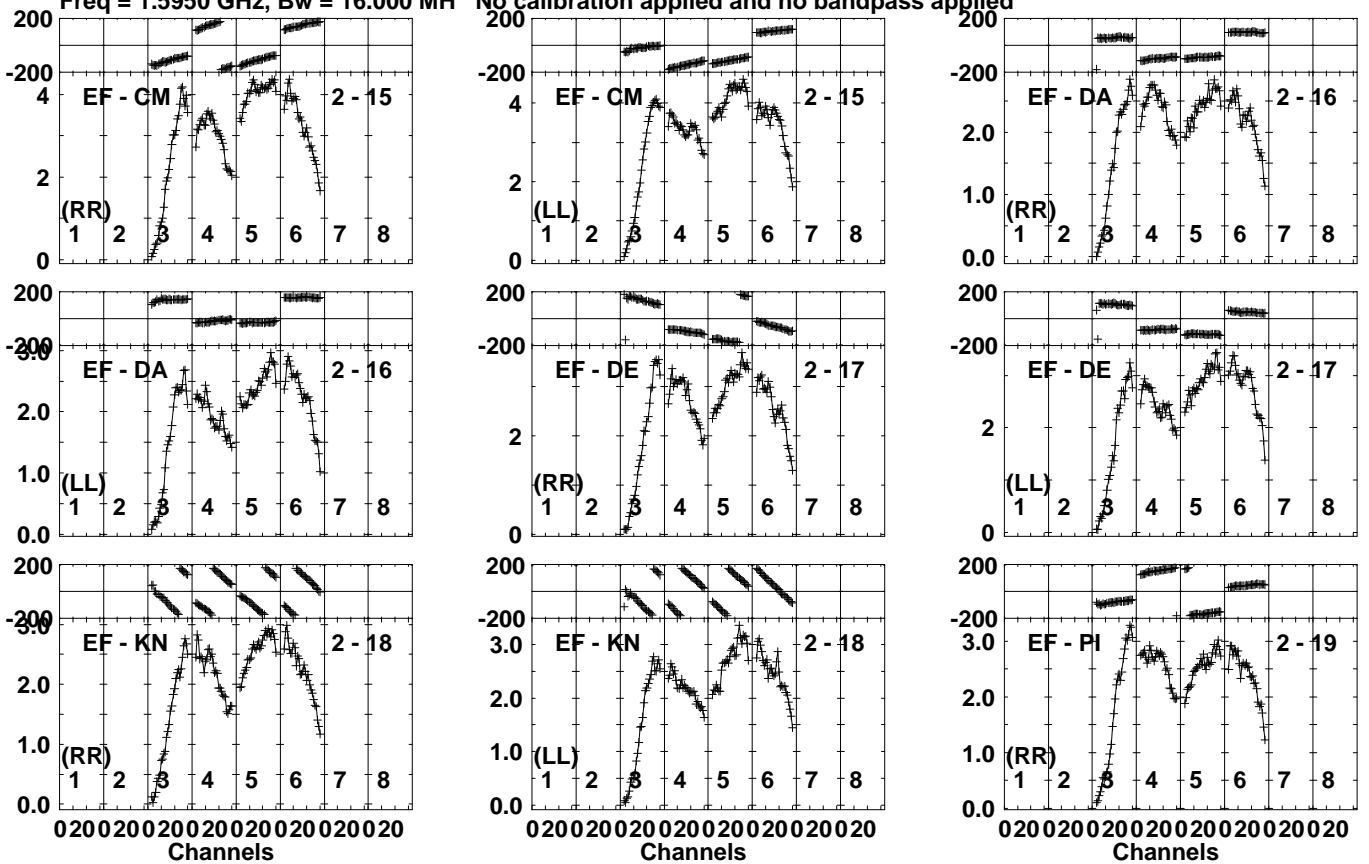 Freq = 1.5950 GHz, Bw = 16.000 MH No calibration applied and no bandpass applied
200
-200
EF - CM 2 - 15
4
2
0
(RR)
1 2 3 4 5 6 7 8
200
-200
EF - CM 2 - 15
4
2
0
(LL)
1 2 3 4 5 6 7 8
200
-200
EF - DA 2 - 16
2.0
1.0
0.0
(RR)
1 2 3 4 5 6 7 8
200
-200
3.0
EF - DA 2 - 16
2.0
1.0
0.0
(LL)
1 2 3 4 5 6 7 8
200
-200
EF - DE 2 - 17
2
0
(RR)
1 2 3 4 5 6 7 8
200
-200
EF - DE 2 - 17
2
0
(LL)
1 2 3 4 5 6 7 8
200
-200
3.0
EF - KN 2 - 18
2.0
1.0
0.0
(RR)
1 2 3 4 5 6 7 8
200
-200
EF - KN 2 - 18
3.0
2.0
1.0
0.0
(LL)
1 2 3 4 5 6 7 8
200
-200
EF - PI 2 - 19
3.0
2.0
1.0
0.0
(RR)
1 2 3 4 5 6 7 8
0 20 0 20 0 20 0 20 0 20 0 20 0 20 0 20
Channels
0 20 0 20 0 20 0 20 0 20 0 20 0 20 0 20
Channels
0 20 0 20 0 20 0 20 0 20 0 20 0 20 0 20
Channels